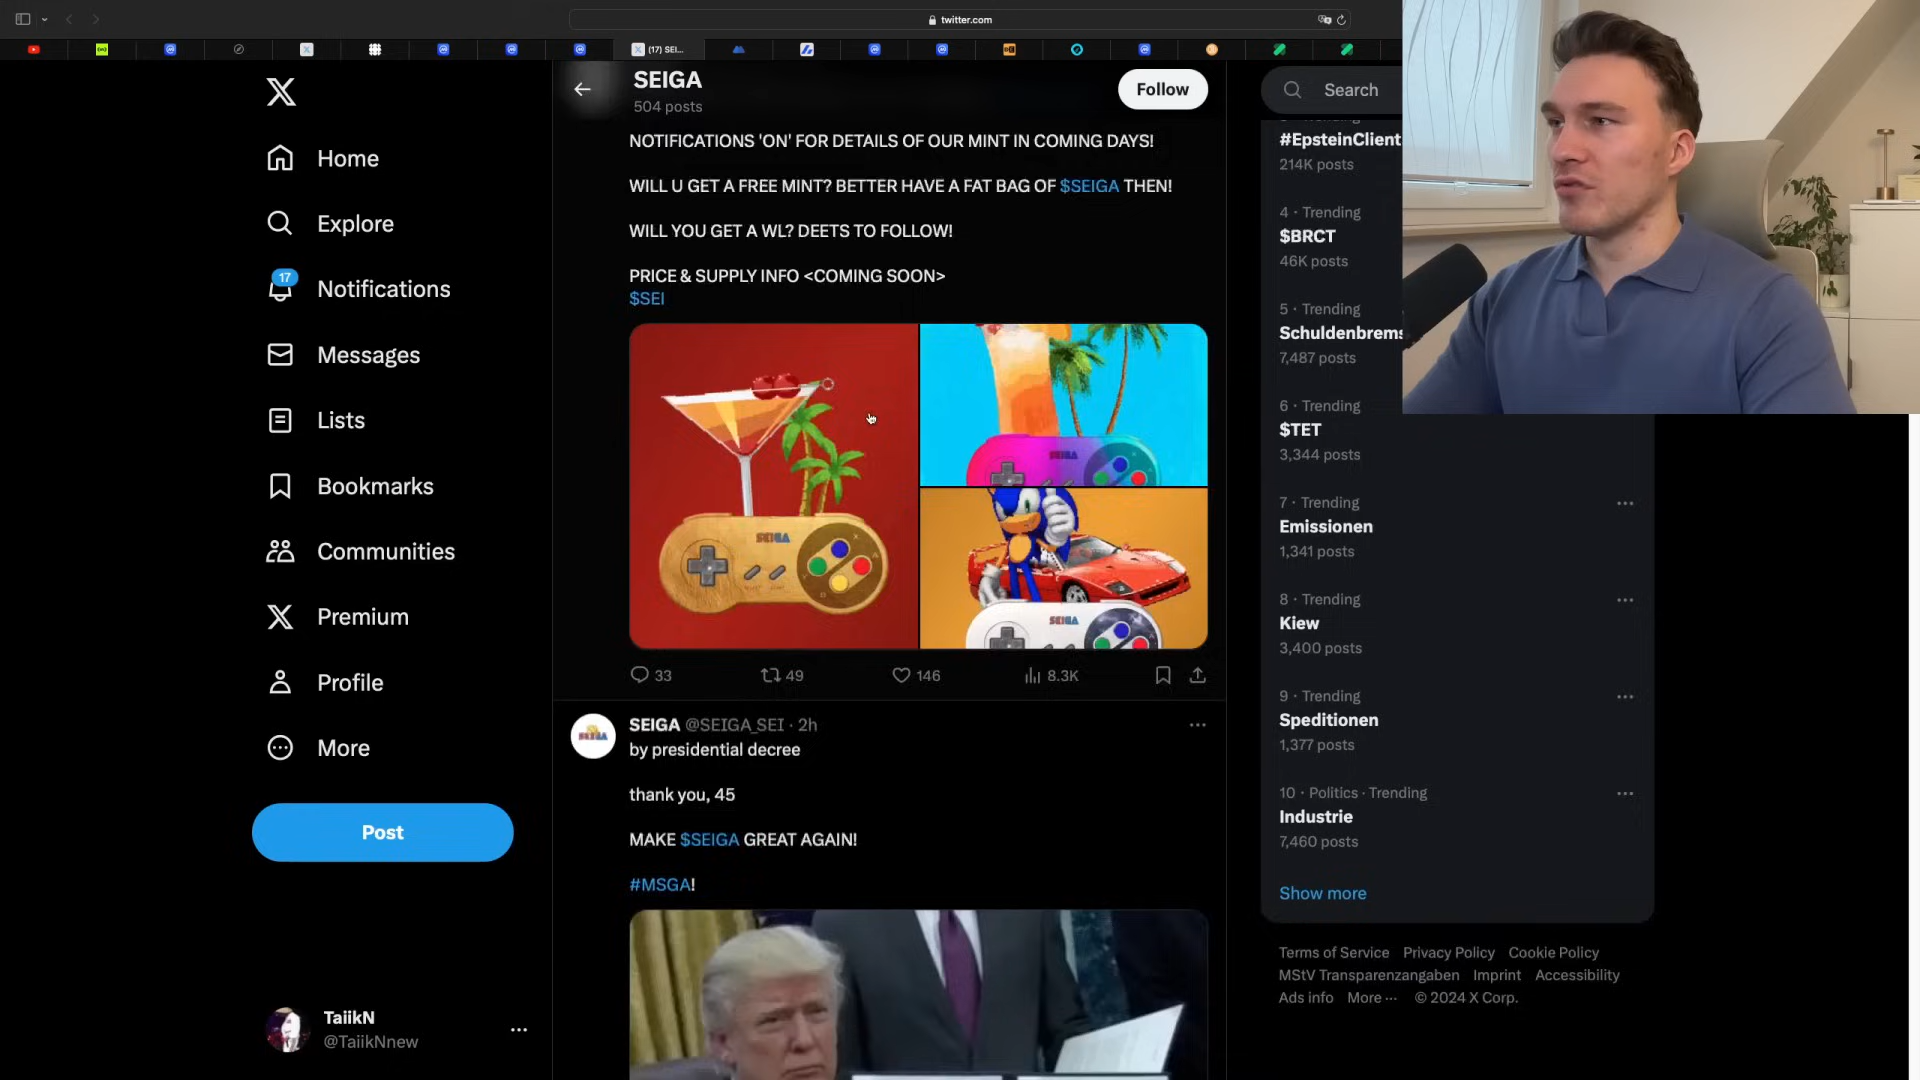 twitter.com
(17) SEI...
SEIGA
504 posts
Follow
Search
Home
Explore
17
Notifications
Messages
Lists
Bookmarks
Communities
Premium
Profile
More
Post
TaiikN
@TaiikNnew
NOTIFICATIONS 'ON' FOR DETAILS OF OUR MINT IN COMING DAYS!
WILL U GET A FREE MINT? BETTER HAVE A FAT BAG OF $SEIGA THEN!
WILL YOU GET A WL? DEETS TO FOLLOW!
PRICE & SUPPLY INFO <COMING SOON>
$SEI
SEIGA
SEIGA
SEIGA
33
49
146
8.3K
SEIGA @SEIGA_SEI · 2h
by presidential decree
thank you, 45
MAKE $SEIGA GREAT AGAIN!
#MSGA!
#EpsteinClient
214K posts
4 · Trending
$BRCT
46K posts
5 · Trending
Schuldenbrems
7,487 posts
6 · Trending
$TET
3,344 posts
7 · Trending
Emissionen
1,341 posts
8 · Trending
Kiew
3,400 posts
9 · Trending
Speditionen
1,377 posts
10 · Politics · Trending
Industrie
7,460 posts
Show more
Terms of Service Privacy Policy Cookie Policy
MStV Transparenzangaben Imprint Accessibility
Ads info More ··· © 2024 X Corp.